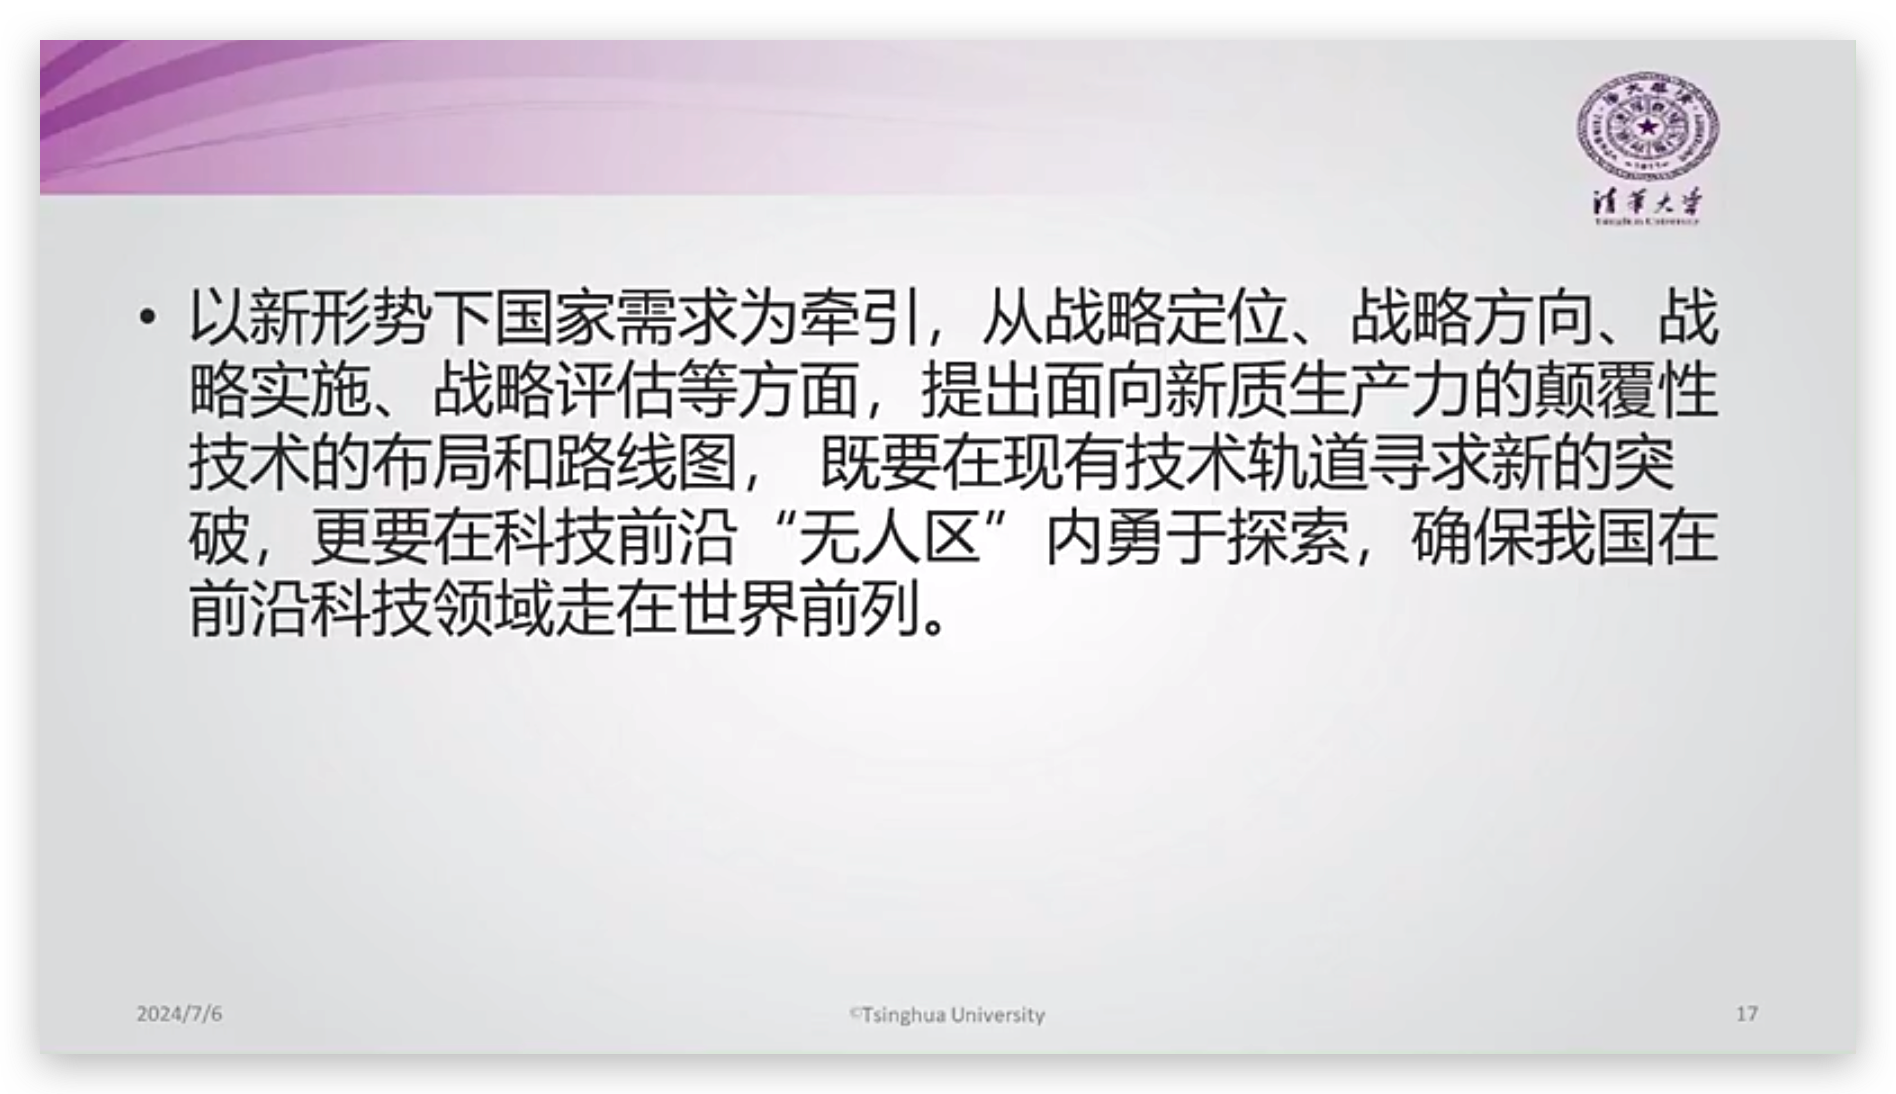 清华大学
Tsinghua University
• 以新形势下国家需求为牵引，从战略定位、战略方向、战
略实施、战略评估等方面，提出面向新质生产力的颠覆性
技术的布局和路线图， 既要在现有技术轨道寻求新的突
破，更要在科技前沿“无人区”内勇于探索，确保我国在
前沿科技领域走在世界前列。
2024/7/6
©Tsinghua University
17